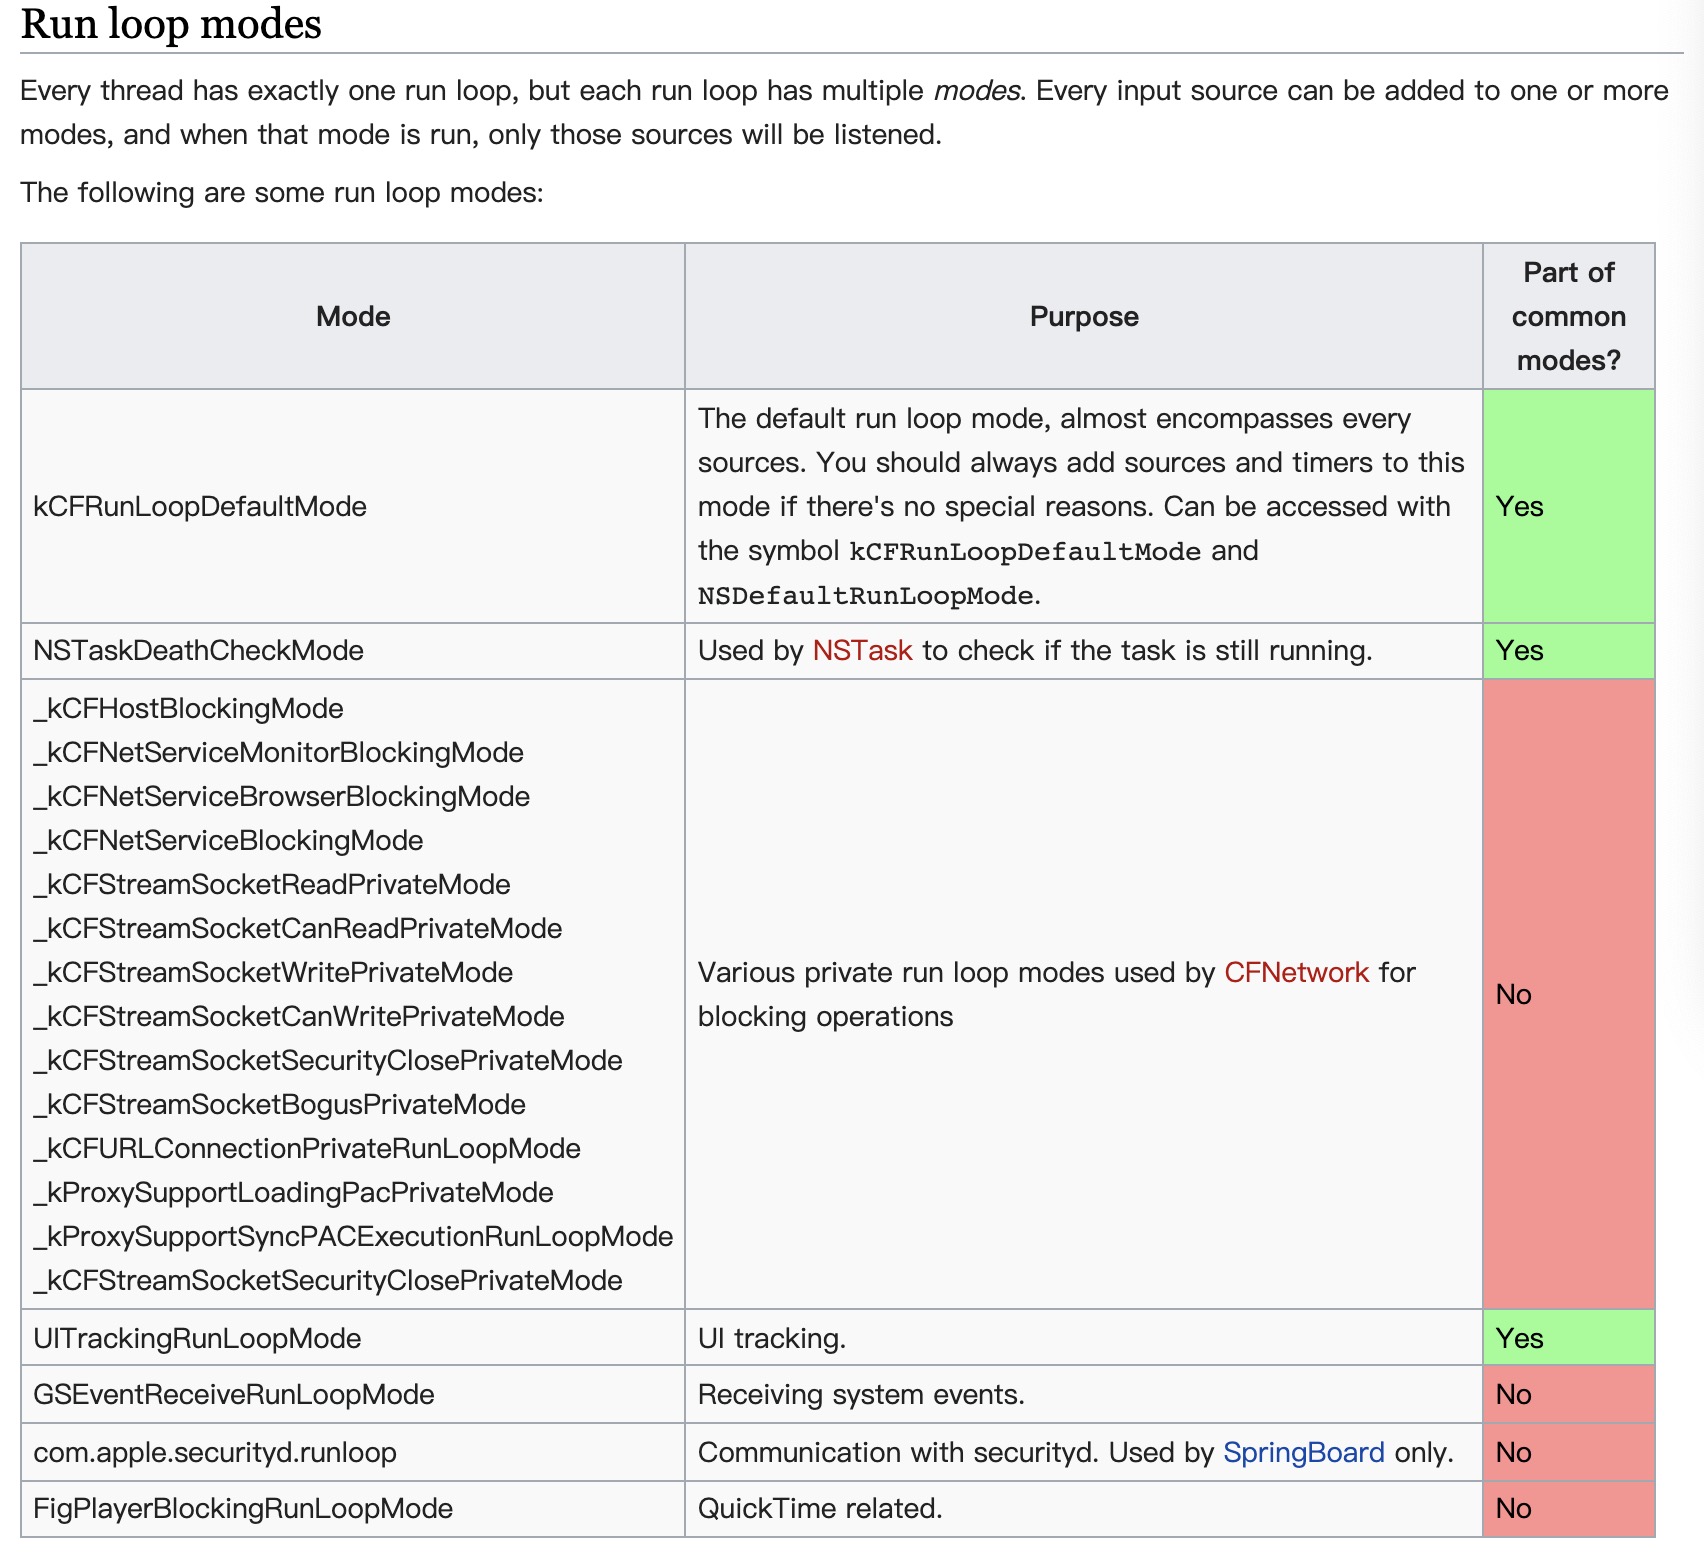 Run loop modes
Every thread has exactly one run loop, but each run loop has multiple modes. Every input source can be added to one or more
modes, and when that mode is run, only those sources will be listened.
The following are some run loop modes:
Mode
Purpose
Part of
common
modes?
kCFRunLoopDefaultMode
The default run loop mode, almost encompasses every
sources. You should always add sources and timers to this
mode if there's no special reasons. Can be accessed with
the symbol kCFRunLoopDefaultMode and
NSDefaultRunLoopMode.
Yes
NSTaskDeathCheckMode
Used by NSTask to check if the task is still running.
Yes
_kCFHostBlockingMode
_kCFNetServiceMonitorBlockingMode
_kCFNetServiceBrowserBlockingMode
_kCFNetServiceBlockingMode
_kCFStreamSocketReadPrivateMode
_kCFStreamSocketCanReadPrivateMode
_kCFStreamSocketWritePrivateMode
_kCFStreamSocketCanWritePrivateMode
_kCFStreamSocketSecurityClosePrivateMode
_kCFStreamSocketBogusPrivateMode
_kCFURLConnectionPrivateRunLoopMode
_kProxySupportLoadingPacPrivateMode
_kProxySupportSyncPACExecutionRunLoopMode
_kCFStreamSocketSecurityClosePrivateMode
Various private run loop modes used by CFNetwork for
blocking operations
No
UITrackingRunLoopMode
UI tracking.
Yes
GSEventReceiveRunLoopMode
Receiving system events.
No
com.apple.securityd.runloop
Communication with securityd. Used by SpringBoard only.
No
FigPlayerBlockingRunLoopMode
QuickTime related.
No